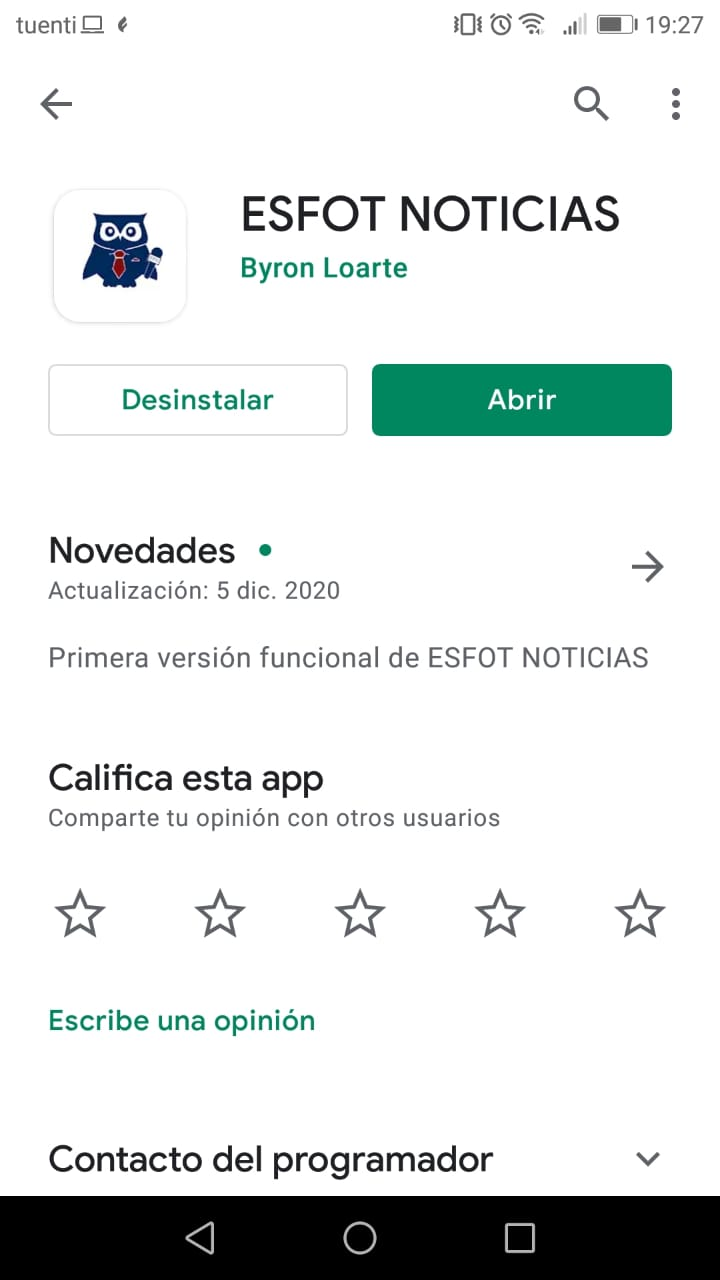 tuenti 19:27
ESFOT NOTICIAS
Byron Loarte
Desinstalar Abrir
Novedades
Actualización: 5 dic. 2020
Primera versión funcional de ESFOT NOTICIAS
Califica esta app
Comparte tu opinión con otros usuarios
Escribe una opinión
Contacto del programador